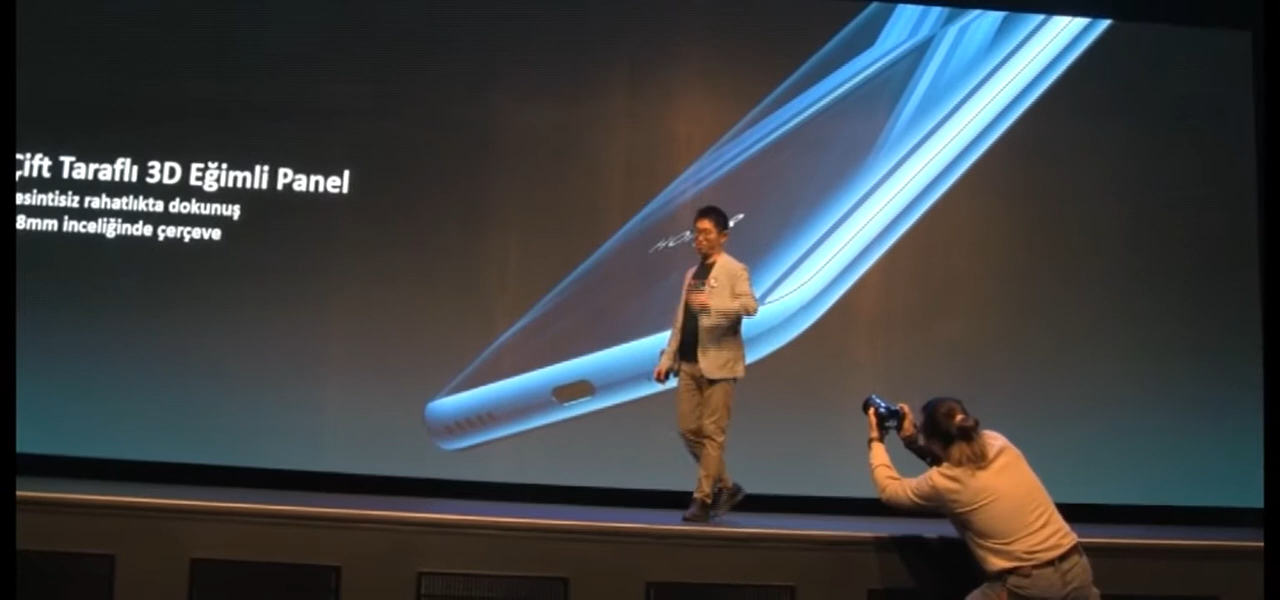 Çift Taraflı 3D Eğimli Panel
esintisiz rahatlıkta dokunuş
8mm inceliğinde çerçeve